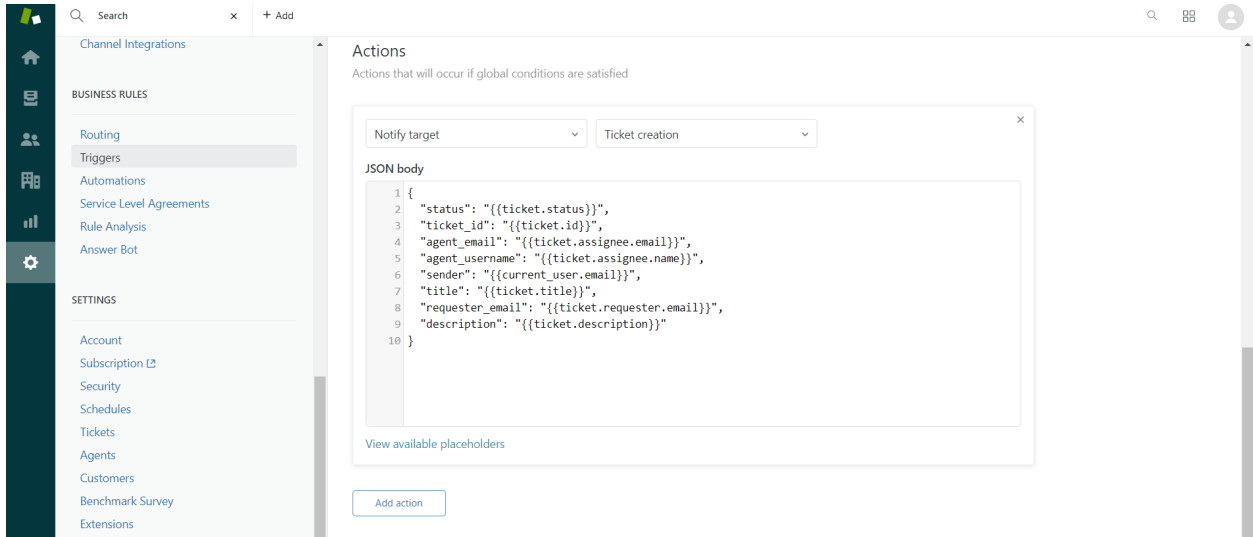 Search × + Add
Channel Integrations
BUSINESS RULES
Routing
Triggers
Automations
Service Level Agreements
Rule Analysis
Answer Bot
SETTINGS
Account
Subscription
Security
Schedules
Tickets
Agents
Customers
Benchmark Survey
Extensions
Actions
Actions that will occur if global conditions are satisfied
Notify target Ticket creation
JSON body
1 {
2 "status": "{{ticket.status}}",
3 "ticket_id": "{{ticket.id}}",
4 "agent_email": "{{ticket.assignee.email}}",
5 "agent_username": "{{ticket.assignee.name}}",
6 "sender": "{{current_user.email}}",
7 "title": "{{ticket.title}}",
8 "requester_email": "{{ticket.requester.email}}",
9 "description": "{{ticket.description}}"
10 }
View available placeholders
Add action